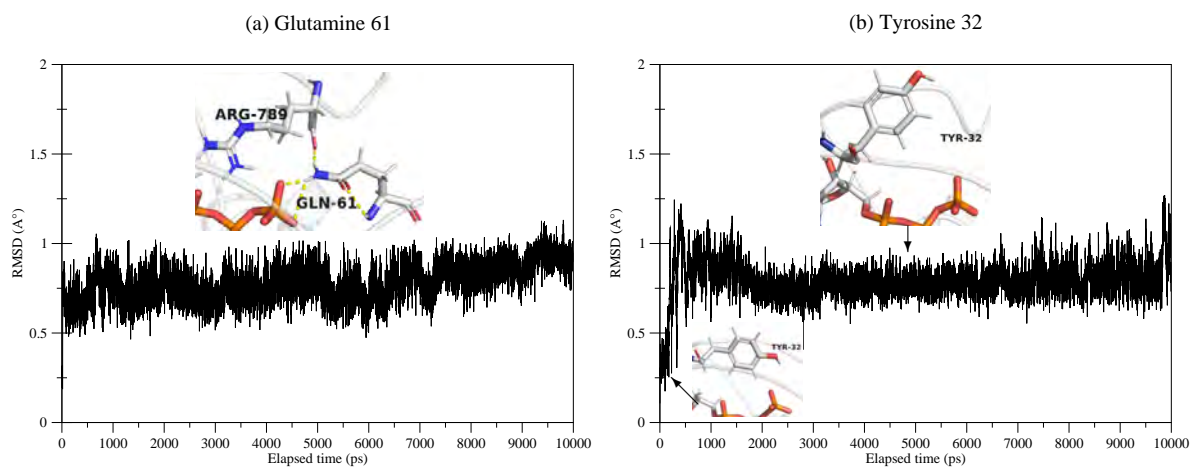 (a) Glutamine 61
2
1.5
1
0.5
0
RMSD (A°)
ARG-789
GLN-61
0 1000 2000 3000 4000 5000 6000 7000 8000 9000 10000
Elapsed time (ps)
(b) Tyrosine 32
2
1.5
1
0.5
0
RMSD (A°)
TYR-32
TYR-32
0 1000 2000 3000 4000 5000 6000 7000 8000 9000 10000
Elapsed time (ps)